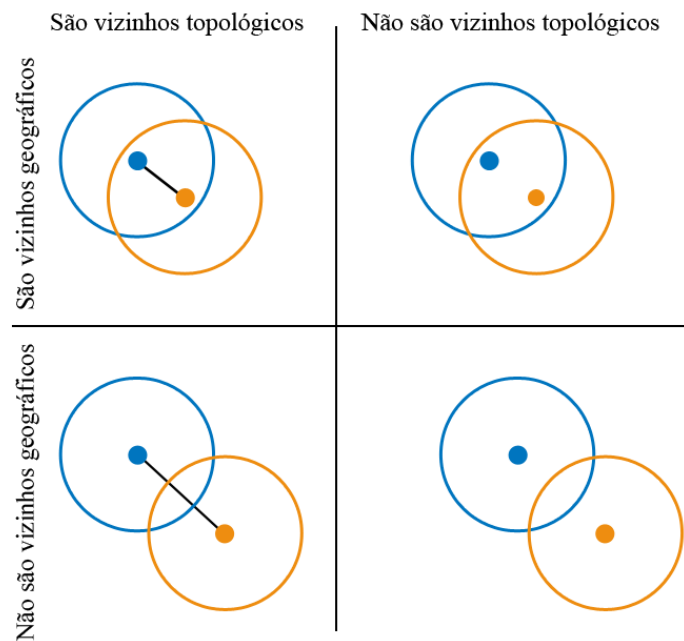 São vizinhos topológicos
Não são vizinhos topológicos
São vizinhos geográficos
Não são vizinhos geográficos